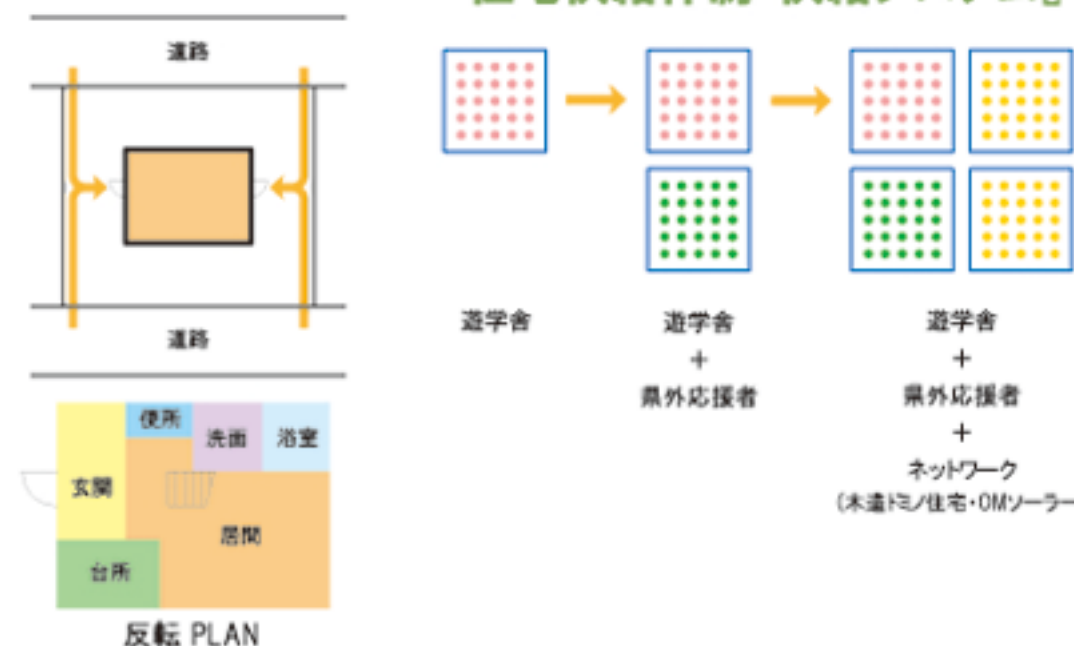 道路
道路
便所
洗面
浴室
玄関
居間
台所
反転 PLAN
遊学舎
遊学舎
+
県外応援者
遊学舎
+
県外応援者
+
ネットワーク
(木造ドミノ住宅・OMソーラー